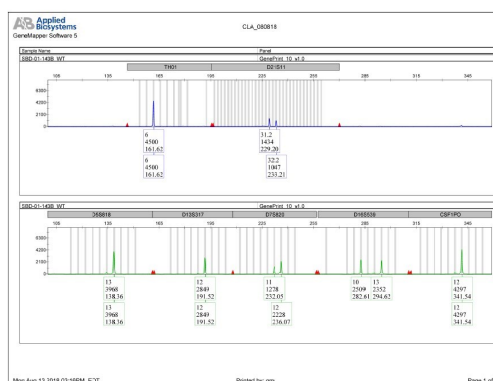 AB Applied Biosystems
CLA_080818
GeneMapper Software 5
Sample Name Panel
SBD-01-143B_WT GenePrint_10_v1.0
TH01 D21S11
105 135 165 195 225 255 285 315 345
6300
4200
2100
0
6 31.2
4500 1434
161.62 229.20
6 32.2
4500 1047
161.62 233.21
SBD-01-143B_WT GenePrint_10_v1.0
D5S818 D13S317 D7S820 D16S539 CSF1PO
105 135 165 195 225 255 285 315 345
6300
4200
2100
0
13 12 11 10 13 12
3968 2849 1278 2509 2352 4297
138.36 191.52 232.05 282.61 294.62 341.54
13 12 12 12
3968 2849 2228 4297
138.36 191.52 236.07 341.54
Mon Aug 13,2018 03:16PM, EDT Printed by: gm Page 1 of